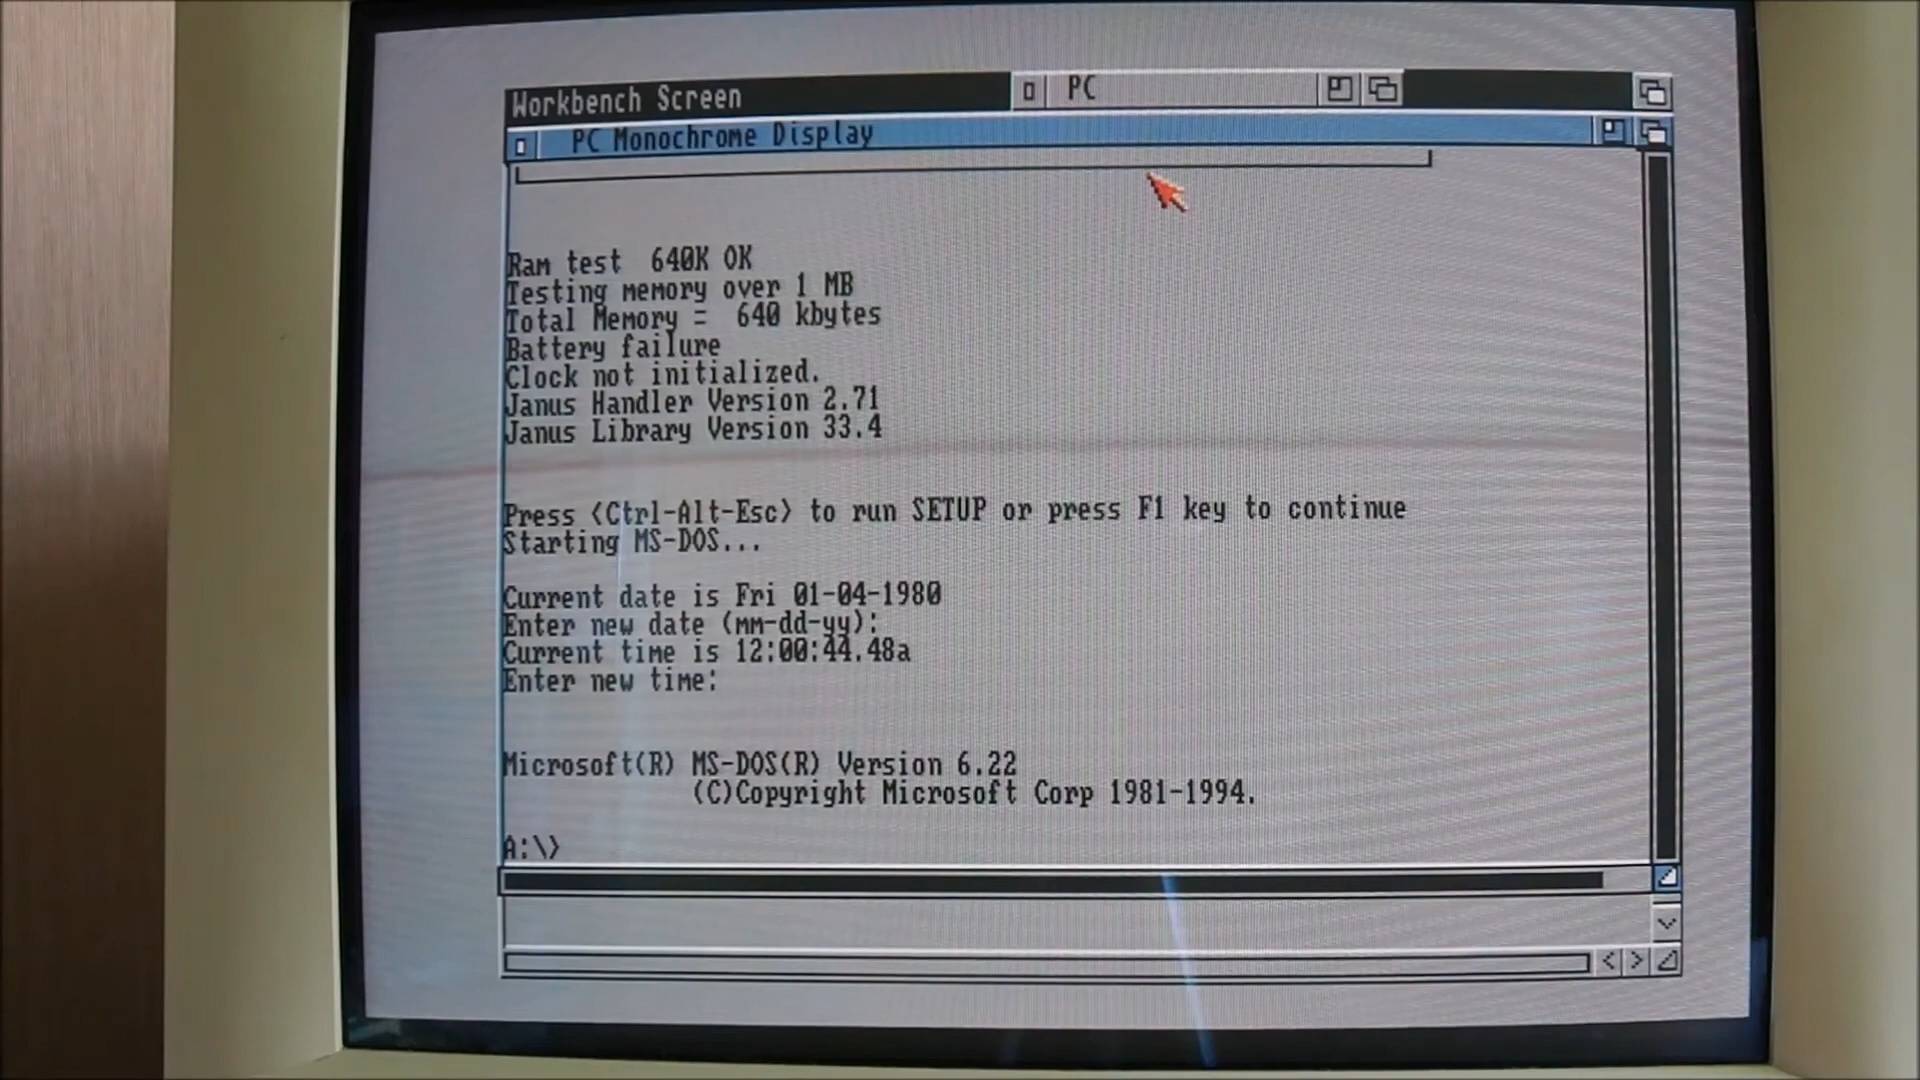 Workbench Screen
PC
PC Monochrome Display
Ram test  640K OK
Testing memory over 1 MB
Total Memory =  640 kbytes
Battery failure
Clock not initialized.
Janus Handler Version 2.71
Janus Library Version 33.4
Press <Ctrl-Alt-Esc> to run SETUP or press F1 key to continue
Starting MS-DOS...
Current date is Fri 01-04-1980
Enter new date (mm-dd-yy):
Current time is 12:00:44.48a
Enter new time:
Microsoft(R) MS-DOS(R) Version 6.22
(C)Copyright Microsoft Corp 1981-1994.
A:\>